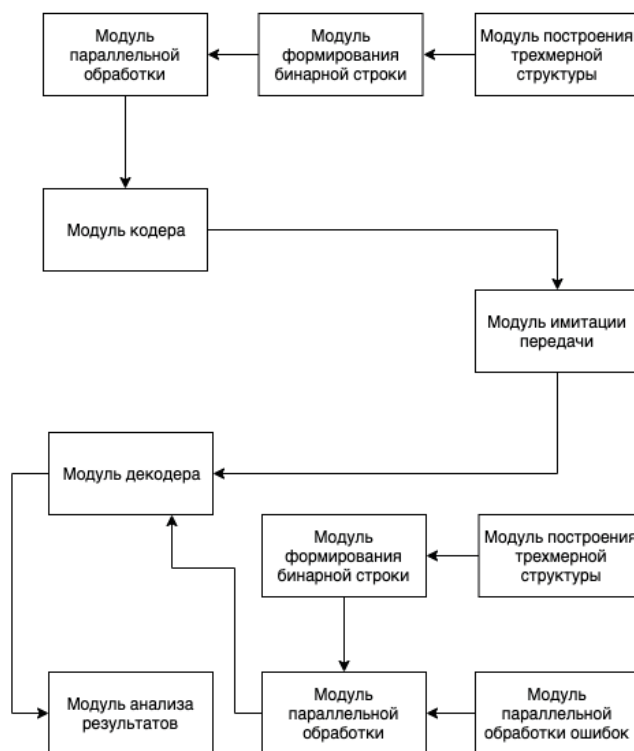 Модуль
параллельной
обработки
Модуль
формирования
бинарной строки
Модуль построения
трехмерной
структуры
Модуль кодера
Модуль имитации
передачи
Модуль декодера
Модуль
формирования
бинарной строки
Модуль построения
трехмерной
структуры
Модуль анализа
результатов
Модуль
параллельной
обработки
Модуль
параллельной
обработки ошибок